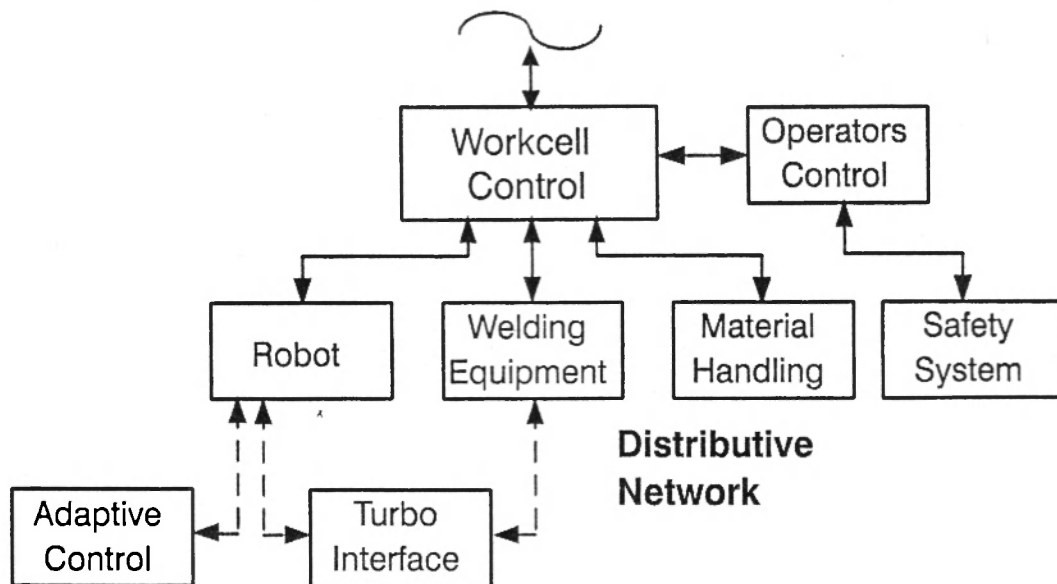 Workcell
Control
Operators
Control
Robot
Welding
Equipment
Material
Handling
Safety
System
Distributive
Network
Adaptive
Control
Turbo
Interface